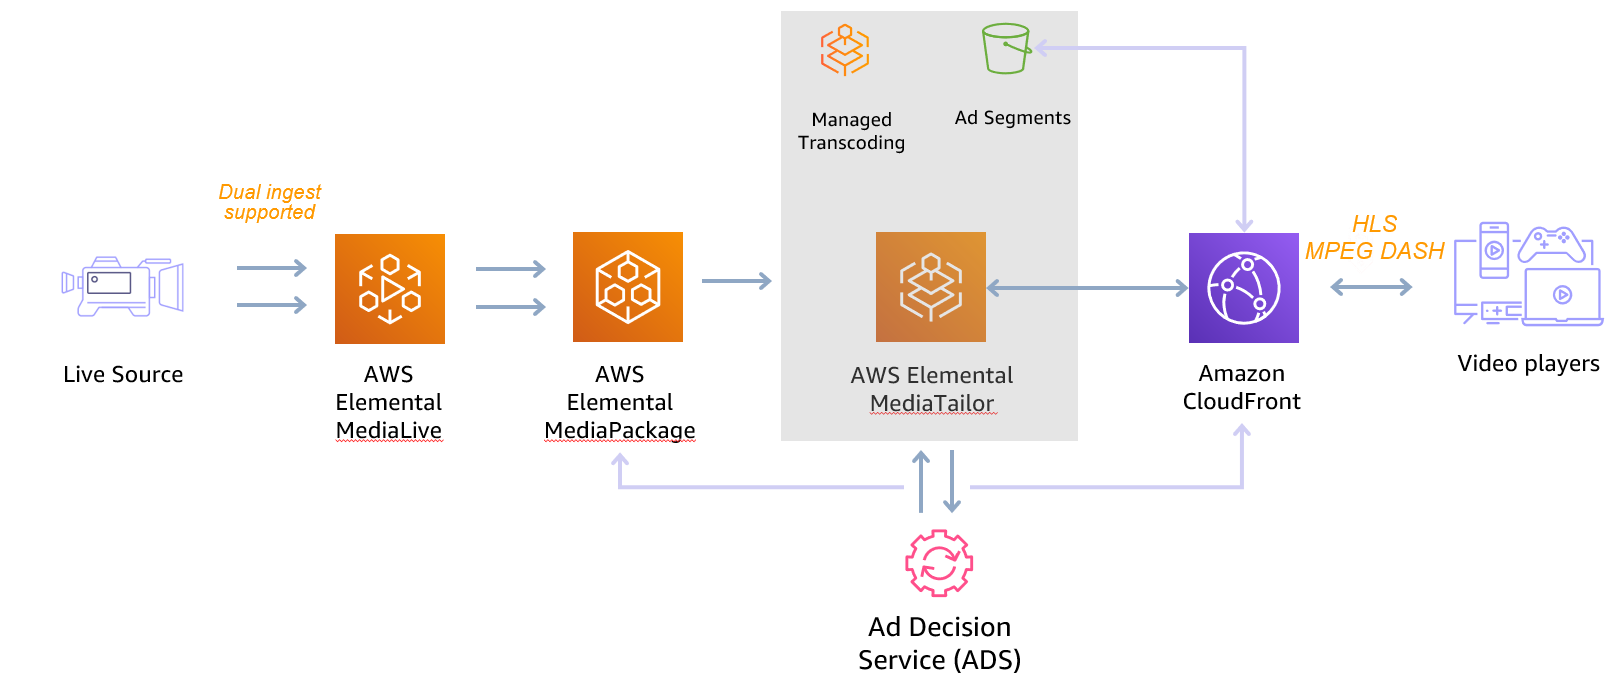 Managed
Transcoding
Ad Segments
Dual ingest
supported
HLS
MPEG DASH
Live Source
AWS
Elemental
MediaLive
AWS
Elemental
MediaPackage
AWS Elemental
MediaTailor
Amazon
CloudFront
Video players
Ad Decision
Service (ADS)